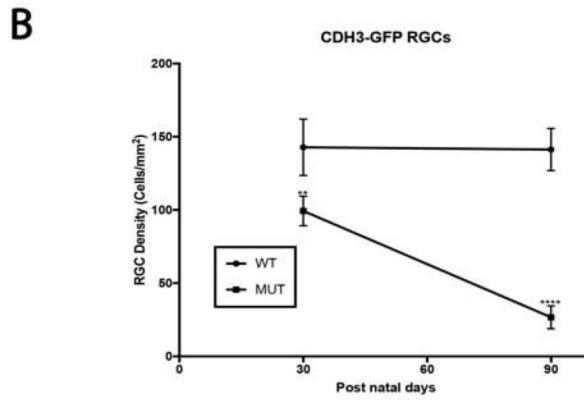 B
CDH3-GFP RGCs
RGC Density (Cells/mm²)
200
150
100
50
0
**
****
WT
MUT
0
30
60
90
Post natal days